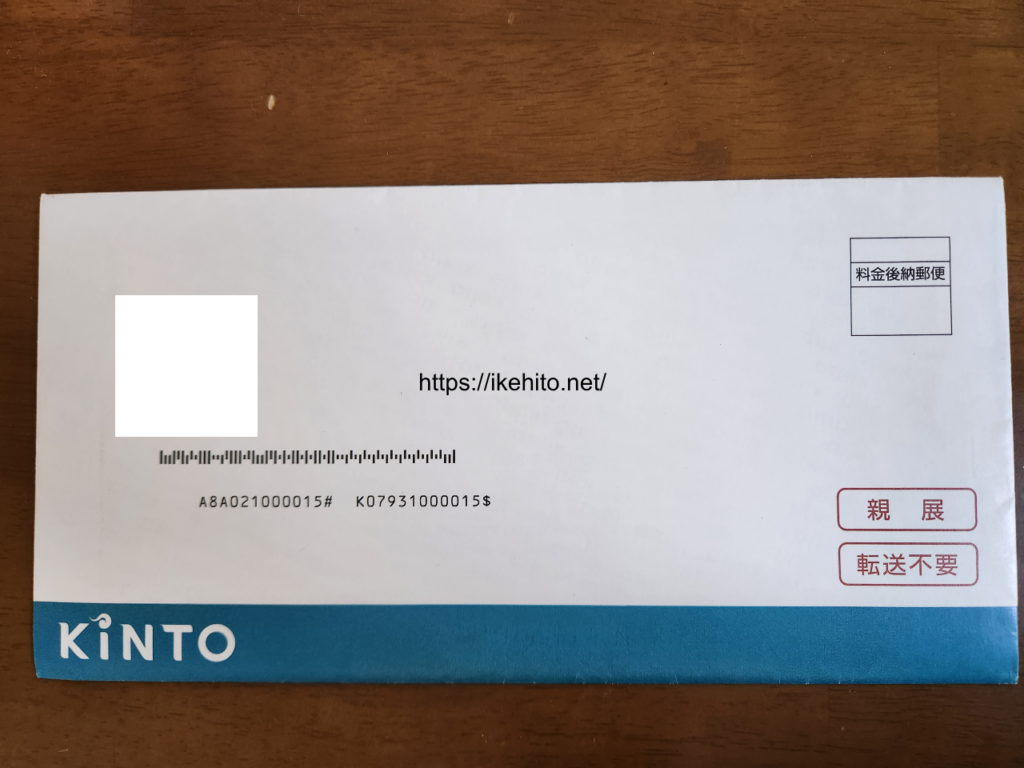 料金後納郵便
https://ikehito.net/
A8A021000015# K07931000015$
親 展
転送不要
KINTO